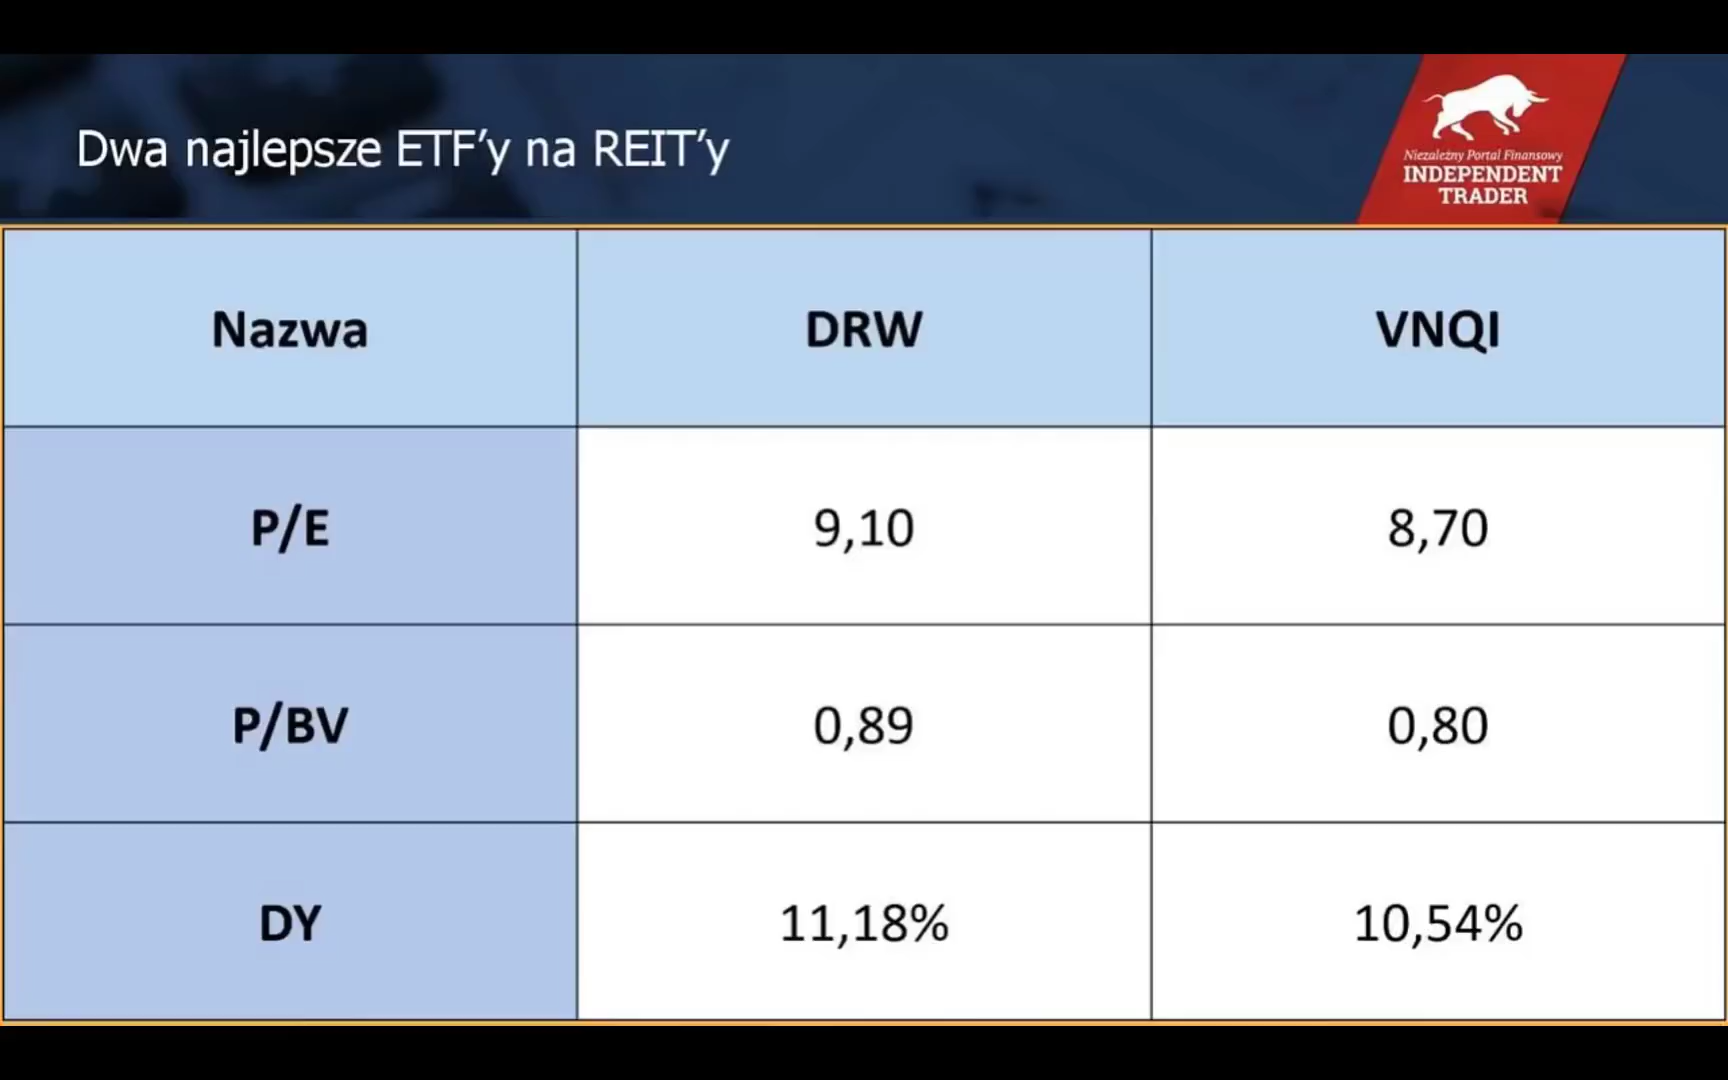 Dwa najlepsze ETF’y na REIT’y
Niezależny Portal Finansowy
INDEPENDENT
TRADER
Nazwa DRW VNQI
P/E 9,10 8,70
P/BV 0,89 0,80
DY 11,18% 10,54%